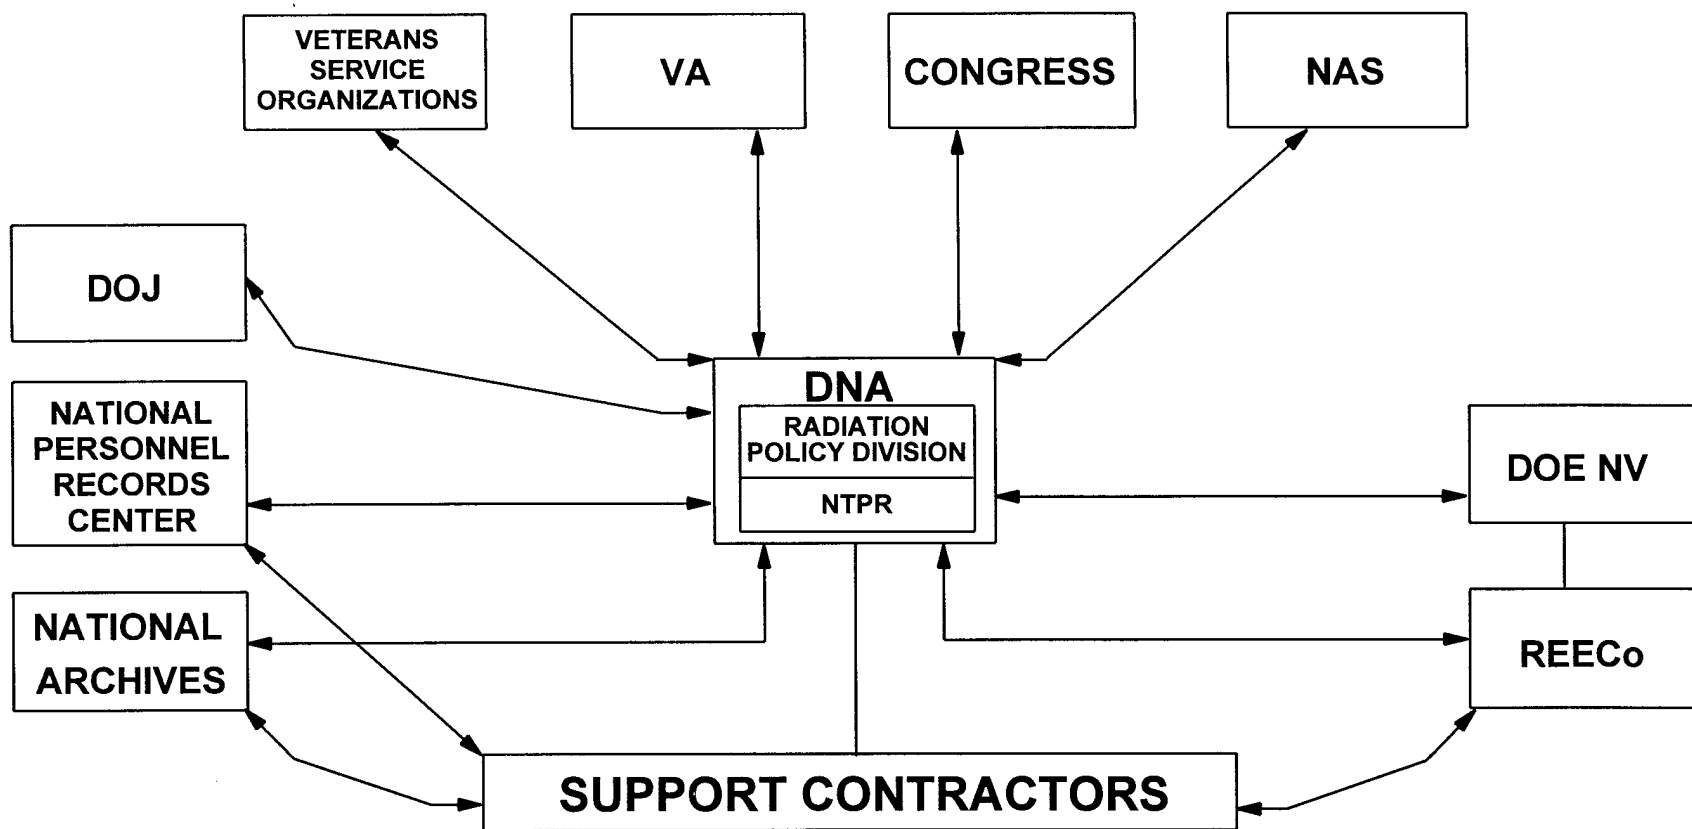 VETERANS
SERVICE
ORGANIZATIONS
VA
CONGRESS
NAS
DOJ
DNA
RADIATION
POLICY DIVISION
NTPR
NATIONAL
PERSONNEL
RECORDS
CENTER
DOE NV
NATIONAL
ARCHIVES
REECo
SUPPORT CONTRACTORS